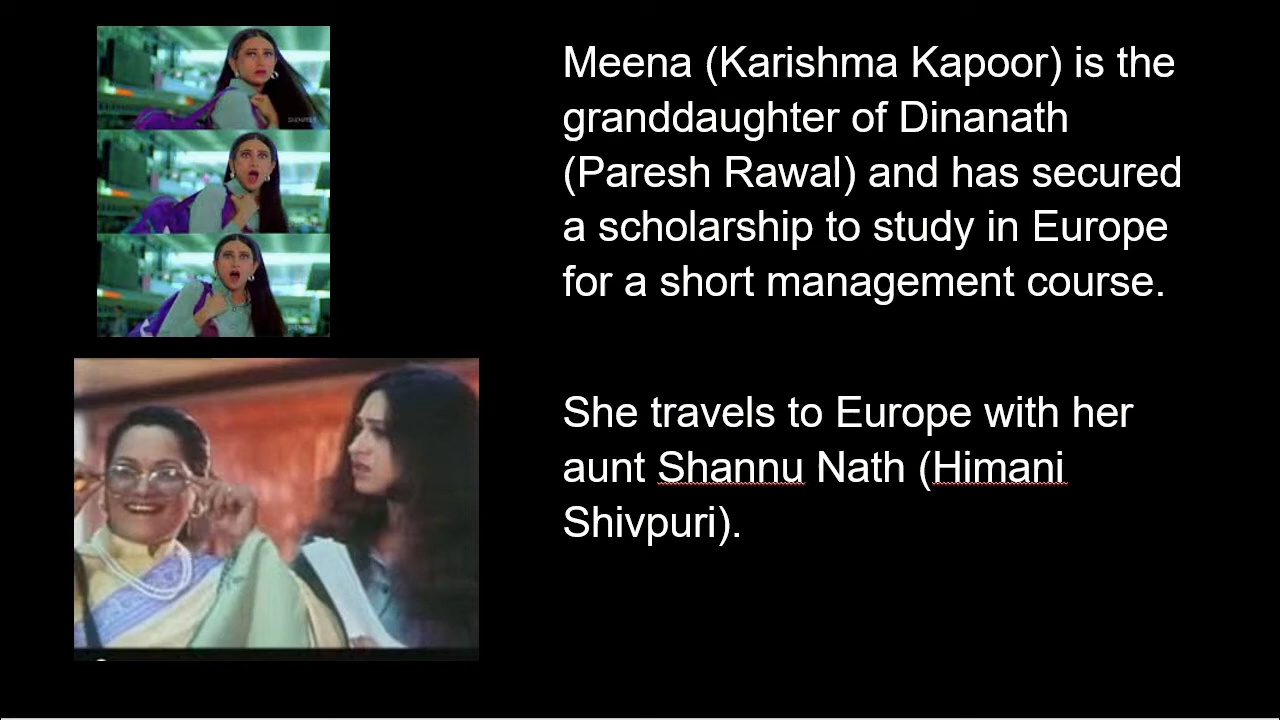 Meena (Karishma Kapoor) is the
granddaughter of Dinanath
(Paresh Rawal) and has secured
a scholarship to study in Europe
for a short management course.
She travels to Europe with her
aunt Shannu Nath (Himani
Shivpuri).